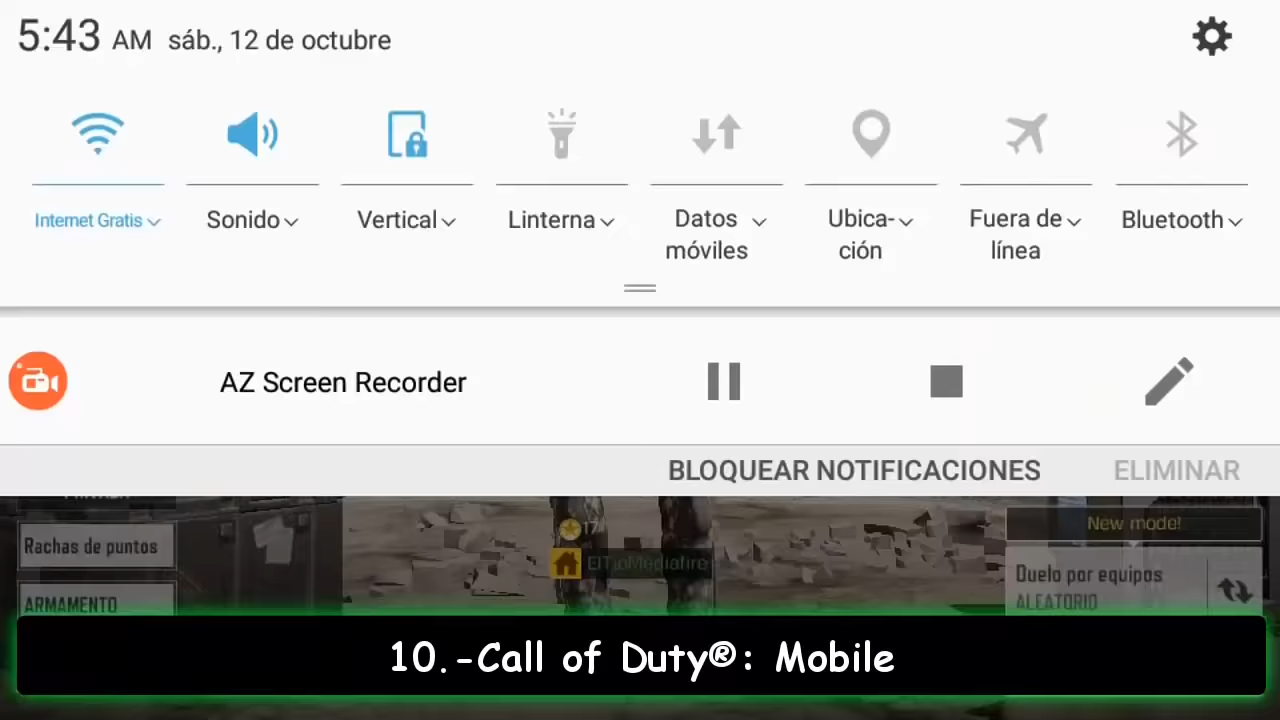 5:43 AM sáb., 12 de octubre
Internet Gratis
Sonido
Vertical
Linterna
Datos
móviles
Ubica-
ción
Fuera de
línea
Bluetooth
AZ Screen Recorder
BLOQUEAR NOTIFICACIONES
ELIMINAR
17
New mode!
Rachas de puntos
ElTioMediafire
Duelo por equipos
ALEATORIO
ARMAMENTO
10.-Call of Duty®: Mobile